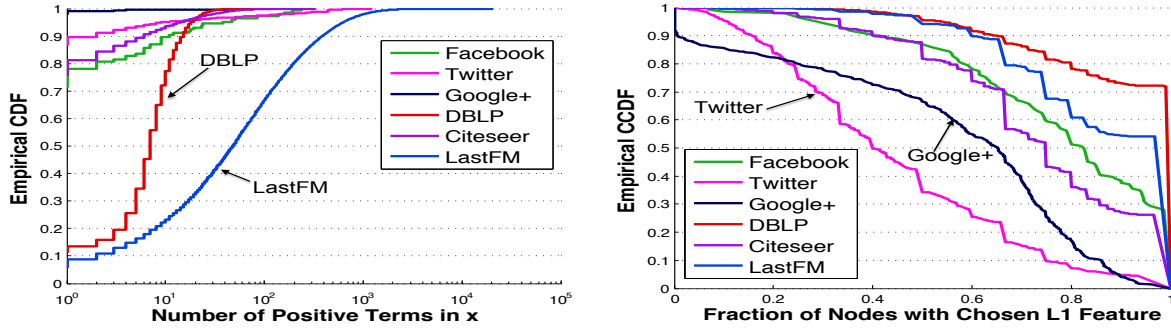 Empirical CDF
1
0.9
0.8
0.7
0.6
0.5
0.4
0.3
0.2
0.1
0
10^0
10^1
10^2
10^3
10^4
10^5
Number of Positive Terms in x
DBLP
LastFM
Facebook
Twitter
Google+
DBLP
Citeseer
LastFM
Empirical CCDF
1
0.9
0.8
0.7
0.6
0.5
0.4
0.3
0.2
0.1
0
0
0.2
0.4
0.6
0.8
1
Fraction of Nodes with Chosen L1 Feature
Twitter
Google+
Facebook
Twitter
Google+
DBLP
Citeseer
LastFM